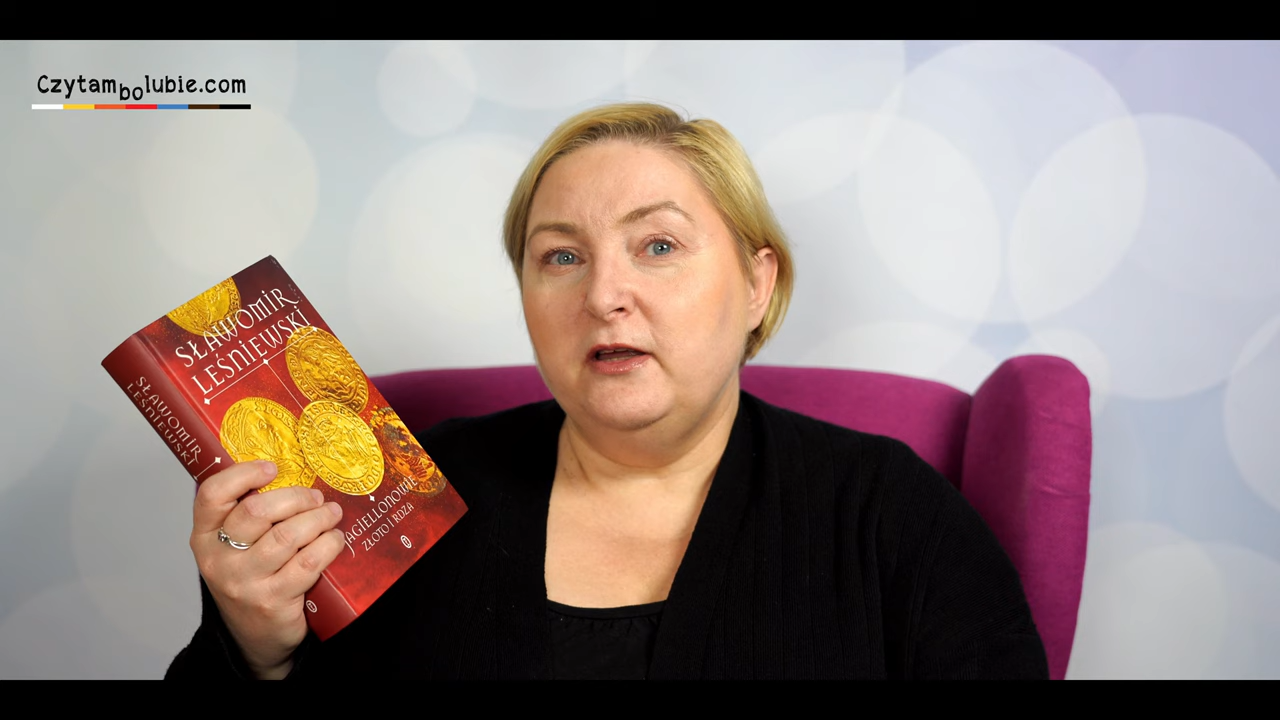 Czytambolubie.com
SŁAWOMIR
LEŚNIEWSKI
JAGIELLONOWIE
ZŁOTO I RDZA
SŁAWOMIR
LEŚNIEWSKI